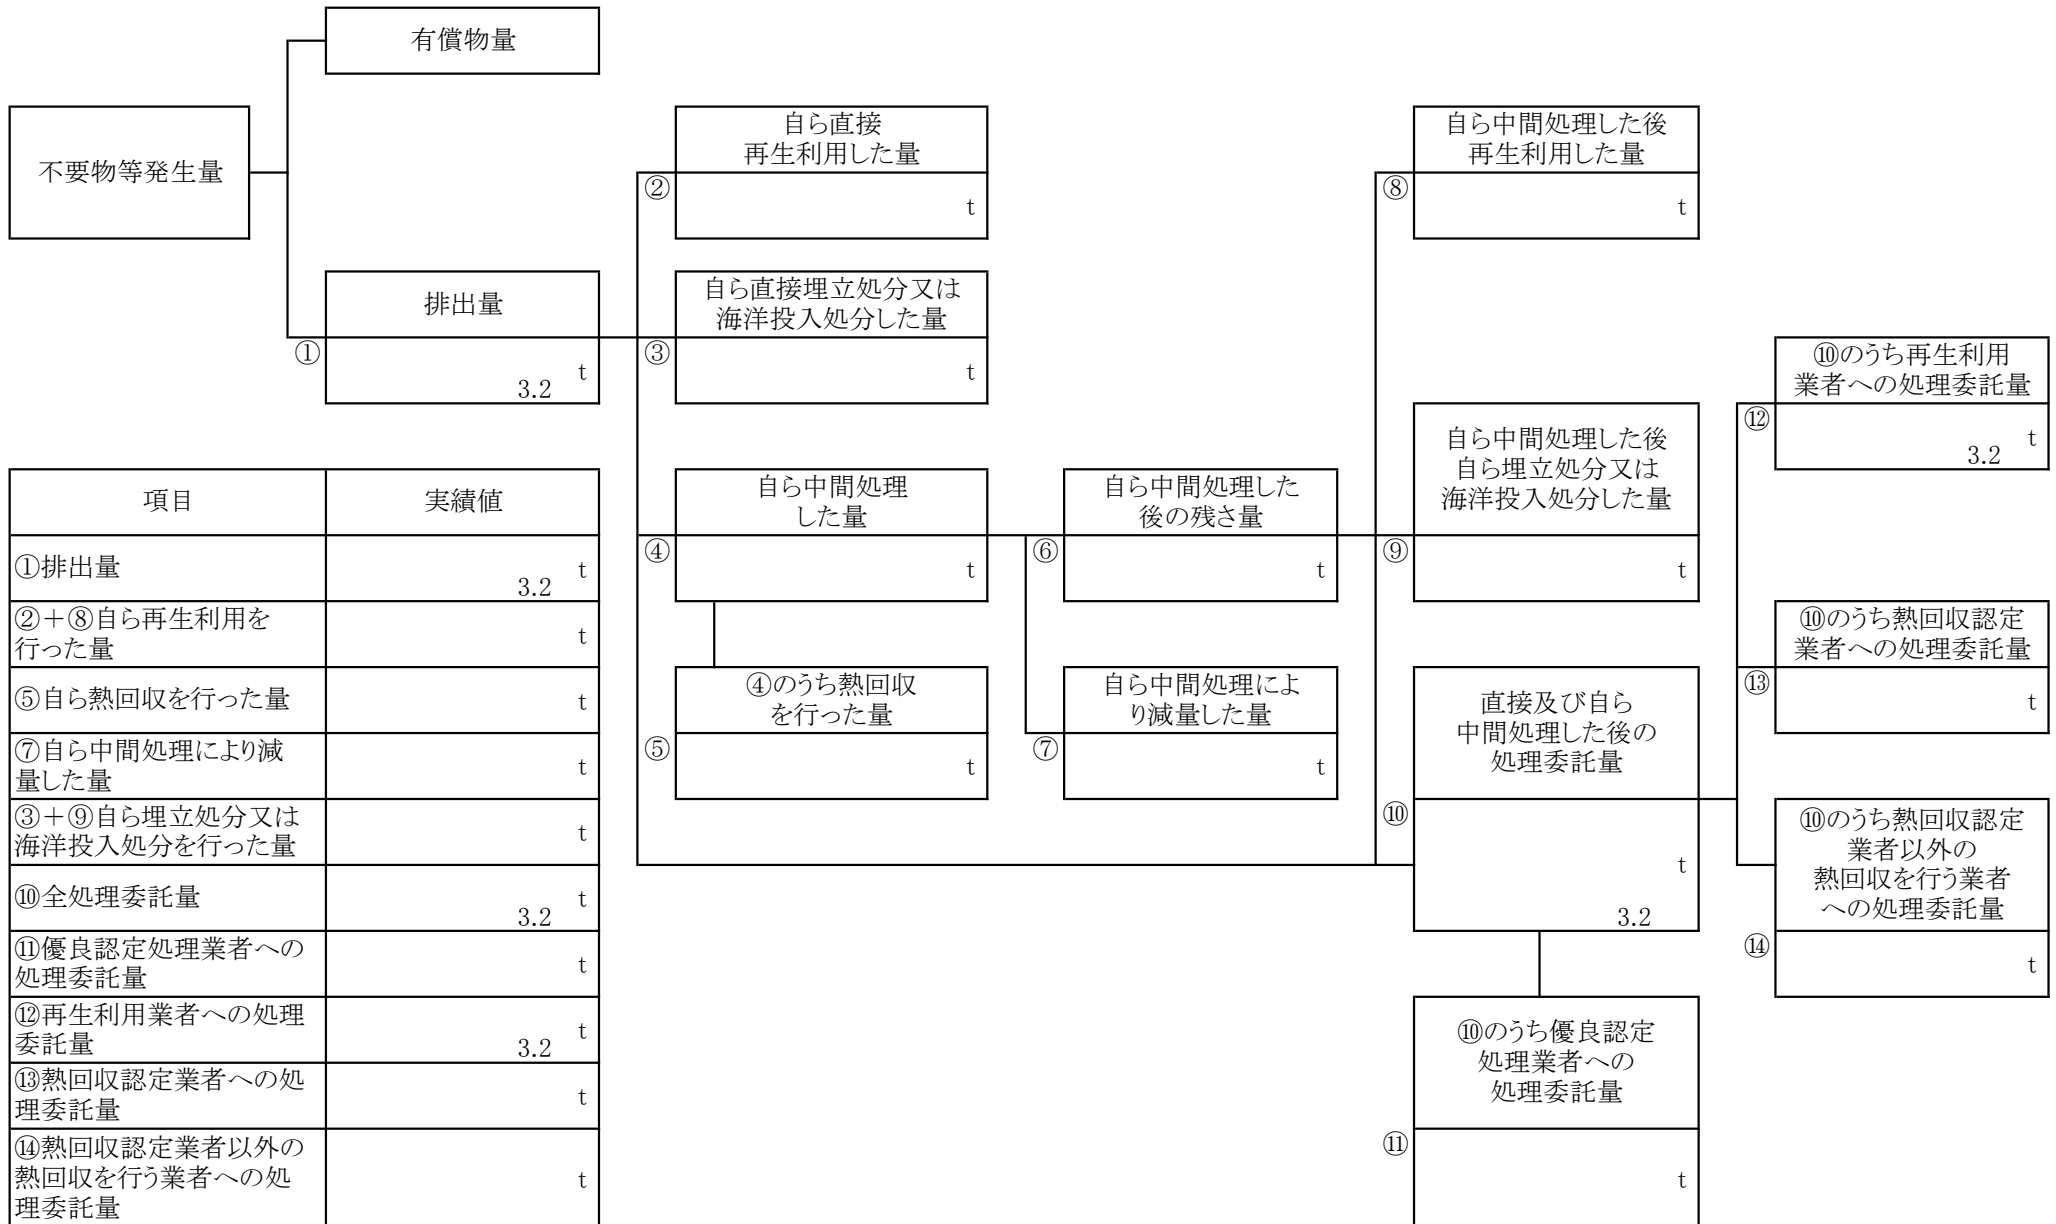 有償物量
不要物等発生量
排出量
①
t
3.2
自ら直接
再生利用した量
②
t
自ら直接埋立処分又は
海洋投入処分した量
③
t
自ら中間処理
した量
④
t
④のうち熱回収
を行った量
⑤
t
自ら中間処理した
後の残さ量
⑥
t
自ら中間処理によ
り減量した量
⑦
t
自ら中間処理した後
再生利用した量
⑧
t
自ら中間処理した後
自ら埋立処分又は
海洋投入処分した量
⑨
t
直接及び自ら
中間処理した後の
処理委託量
⑩
t
3.2
⑩のうち優良認定
処理業者への
処理委託量
⑪
t
⑩のうち再生利用
業者への処理委託量
⑫
t
3.2
⑩のうち熱回収認定
業者への処理委託量
⑬
t
⑩のうち熱回収認定
業者以外の
熱回収を行う業者
への処理委託量
⑭
t
項目 実績値
①排出量 3.2 t
②＋⑧自ら再生利用を
行った量 t
⑤自ら熱回収を行った量 t
⑦自ら中間処理により減
量した量 t
③＋⑨自ら埋立処分又は
海洋投入処分を行った量 t
⑩全処理委託量 3.2 t
⑪優良認定処理業者への
処理委託量 t
⑫再生利用業者への処理
委託量 3.2 t
⑬熱回収認定業者への処
理委託量 t
⑭熱回収認定業者以外の
熱回収を行う業者への処
理委託量 t